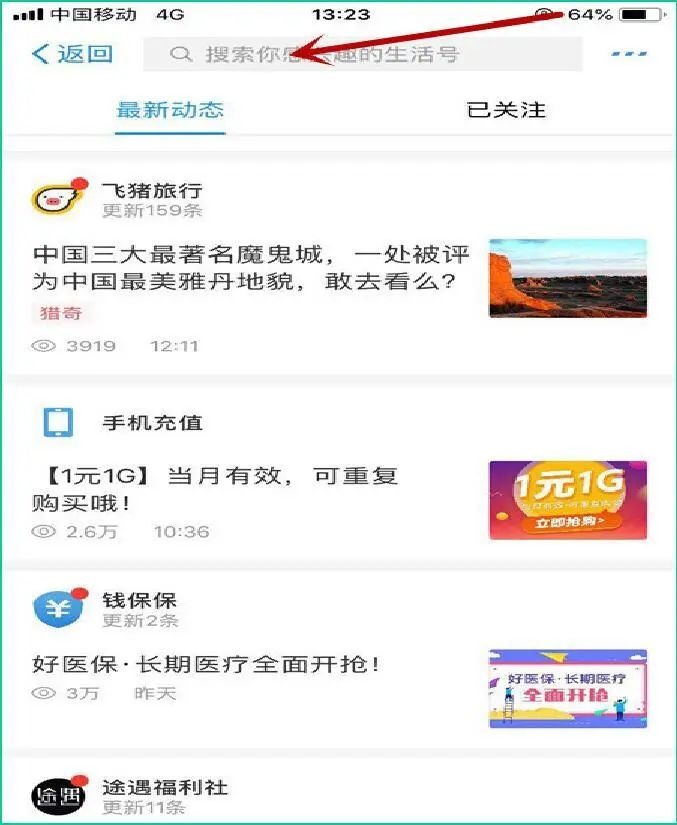 中国移动 4G 13:23 64%
返回 搜索你感兴趣的生活号
最新动态 已关注
飞猪旅行
更新159条
中国三大最著名魔鬼城，一处被评
为中国最美雅丹地貌，敢去看么？
猎奇
3919 12:11
手机充值
【1元1G】当月有效，可重复
购买哦！
2.6万 10:36
1元1G
立即抢购>
钱保保
更新2条
好医保·长期医疗全面开抢！
3万 昨天
好医保·长期医疗
全面开抢
途遇
途遇福利社
更新11条